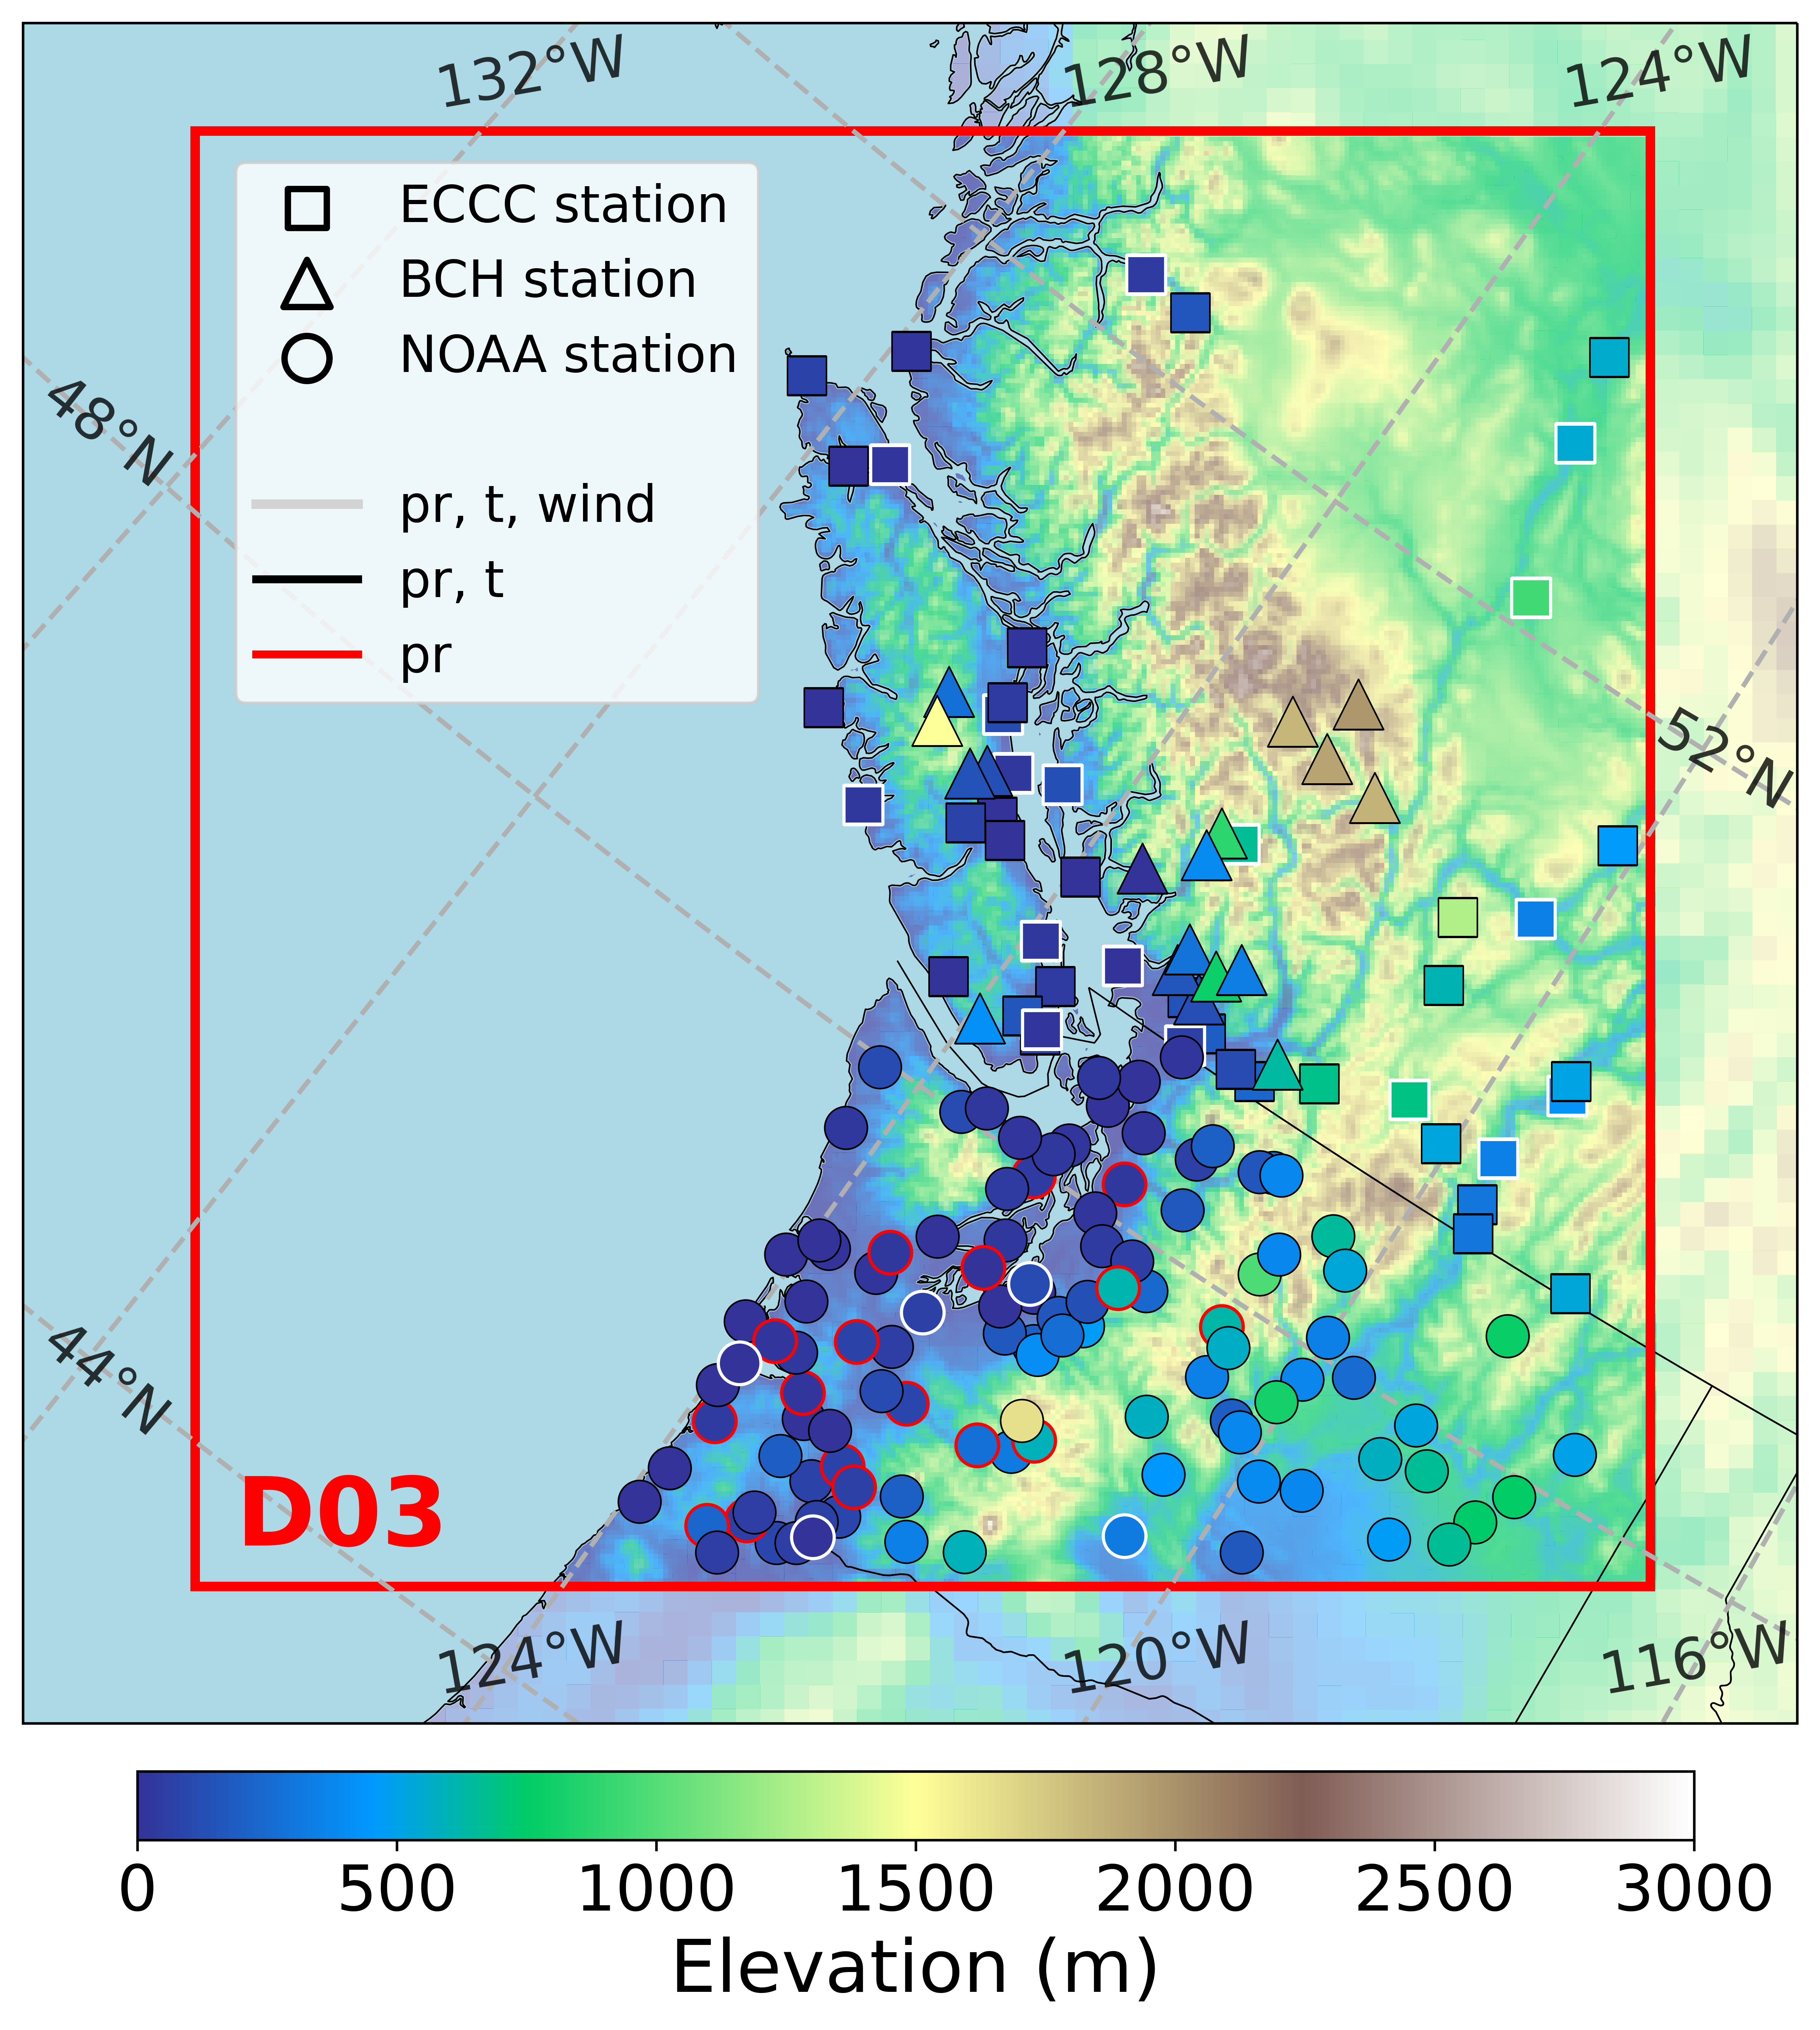 132°W
128°W
124°W
ECCC station
BCH station
NOAA station
pr, t, wind
pr, t
pr
48°N
52°N
44°N
D03
124°W
120°W
116°W
0
500
1000
1500
2000
2500
3000
Elevation (m)